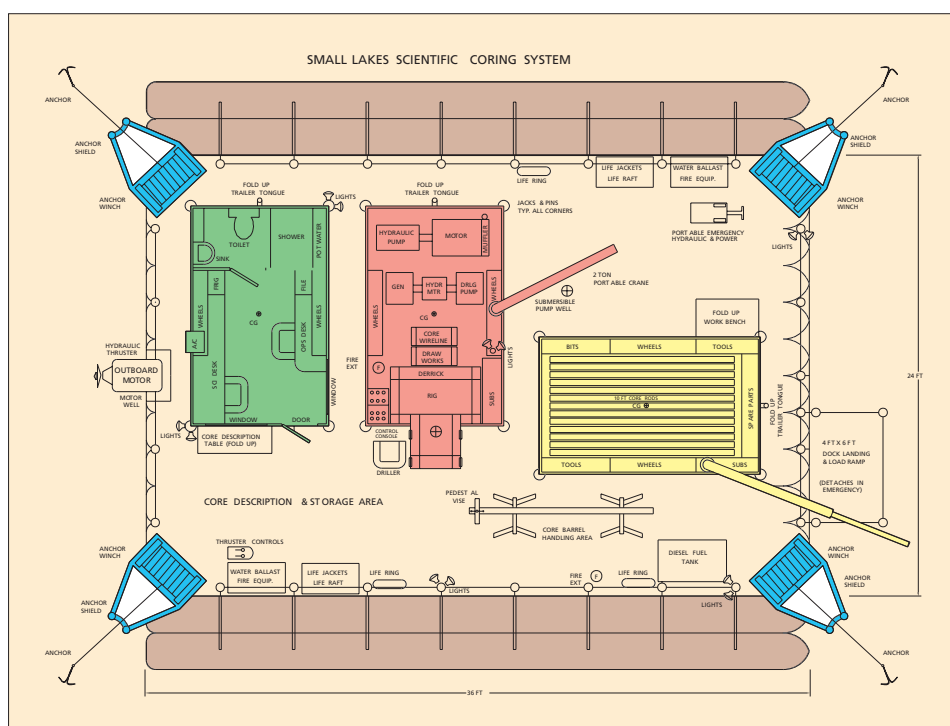 SMALL LAKES SCIENTIFIC CORING SYSTEM
ANCHOR
ANCHOR
ANCHOR
SHIELD
ANCHOR
SHIELD
LIFE RING
LIFE JACKETS
LIFE RAFT
WATER BALLAST
FIRE EQUIP.
ANCHOR
WINCH
ANCHOR
WINCH
FOLD UP
TRAILER TONGUE
LIGHTS
FOLD UP
TRAILER TONGUE
JACKS & PINS
TYP. ALL CORNERS
PORT ABLE EMERGENCY
HYDRAULIC & POWER
LIGHTS
TOILET
SHOWER
POT WATER
SINK
FRIG
FILE
WHEELS
WHEELS
CG
A/C
OPS DESK
SCI DESK
WINDOW
WINDOW
DOOR
HYDRAULIC
PUMP
MOTOR
MUFFLER
GEN
HYDR
MTR
DRLG
PUMP
WHEELS
WHEELS
CG
CORE
WIRELINE
DRAW
WORKS
DERRICK
RIG
SUBS
LIGHTS
FIRE
EXT
F
2 TON
PORT ABLE CRANE
SUBMERSIBLE
PUMP WELL
FOLD UP
WORK BENCH
BITS
WHEELS
TOOLS
10 FT CORE RODS
CG
SPARE PARTS
TOOLS
WHEELS
SUBS
FOLD UP
TRAILER TONGUE
24 FT
HYDRAULIC
THRUSTER
OUTBOARD
MOTOR
MOTOR
WELL
LIGHTS
CORE DESCRIPTION
TABLE (FOLD UP)
CONTROL
CONSOLE
DRILLER
4 FT X 6 FT
DOCK LANDING
& LOAD RAMP
(DETACHES IN
EMERGENCY)
CORE DESCRIPTION & ST ORAGE AREA
PEDEST AL
VISE
CORE BARREL
HANDLING AREA
THRUSTER CONTROLS
ANCHOR
WINCH
WATER BALLAST
FIRE EQUIP.
LIFE JACKETS
LIFE RAFT
LIFE RING
LIGHTS
FIRE
EXT
F
LIFE RING
DIESEL FUEL
TANK
LIGHTS
ANCHOR
WINCH
ANCHOR
SHIELD
ANCHOR
SHIELD
ANCHOR
ANCHOR
36 FT